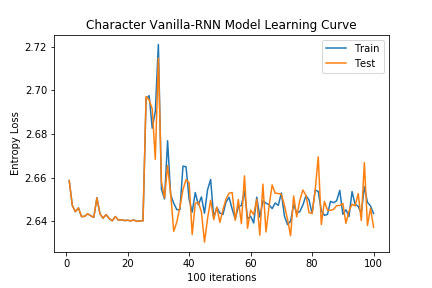 Character Vanilla-RNN Model Learning Curve
Entropy Loss
2.72
2.70
2.68
2.66
2.64
Train
Test
0 20 40 60 80 100
100 iterations